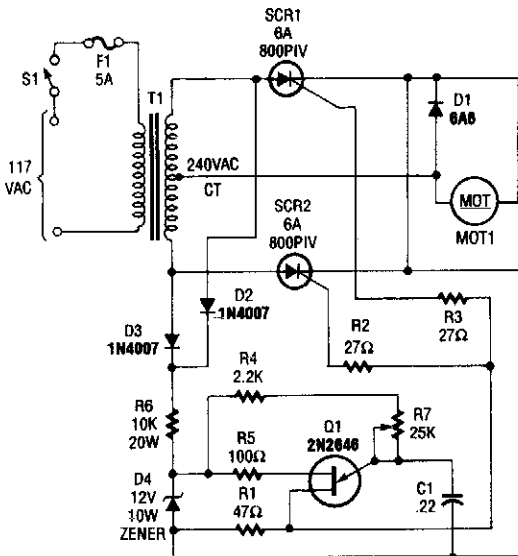 SCR1
6A
800PIV
F1
5A
S1
T1
D1
6A6
117
VAC
240VAC
CT
MOT
MOT1
SCR2
6A
800PIV
D2
1N4007
D3
1N4007
R3
27Ω
R2
27Ω
R4
2.2K
R6
10K
20W
R7
25K
Q1
2N2646
R5
100Ω
D4
12V
10W
ZENER
R1
47Ω
C1
.22